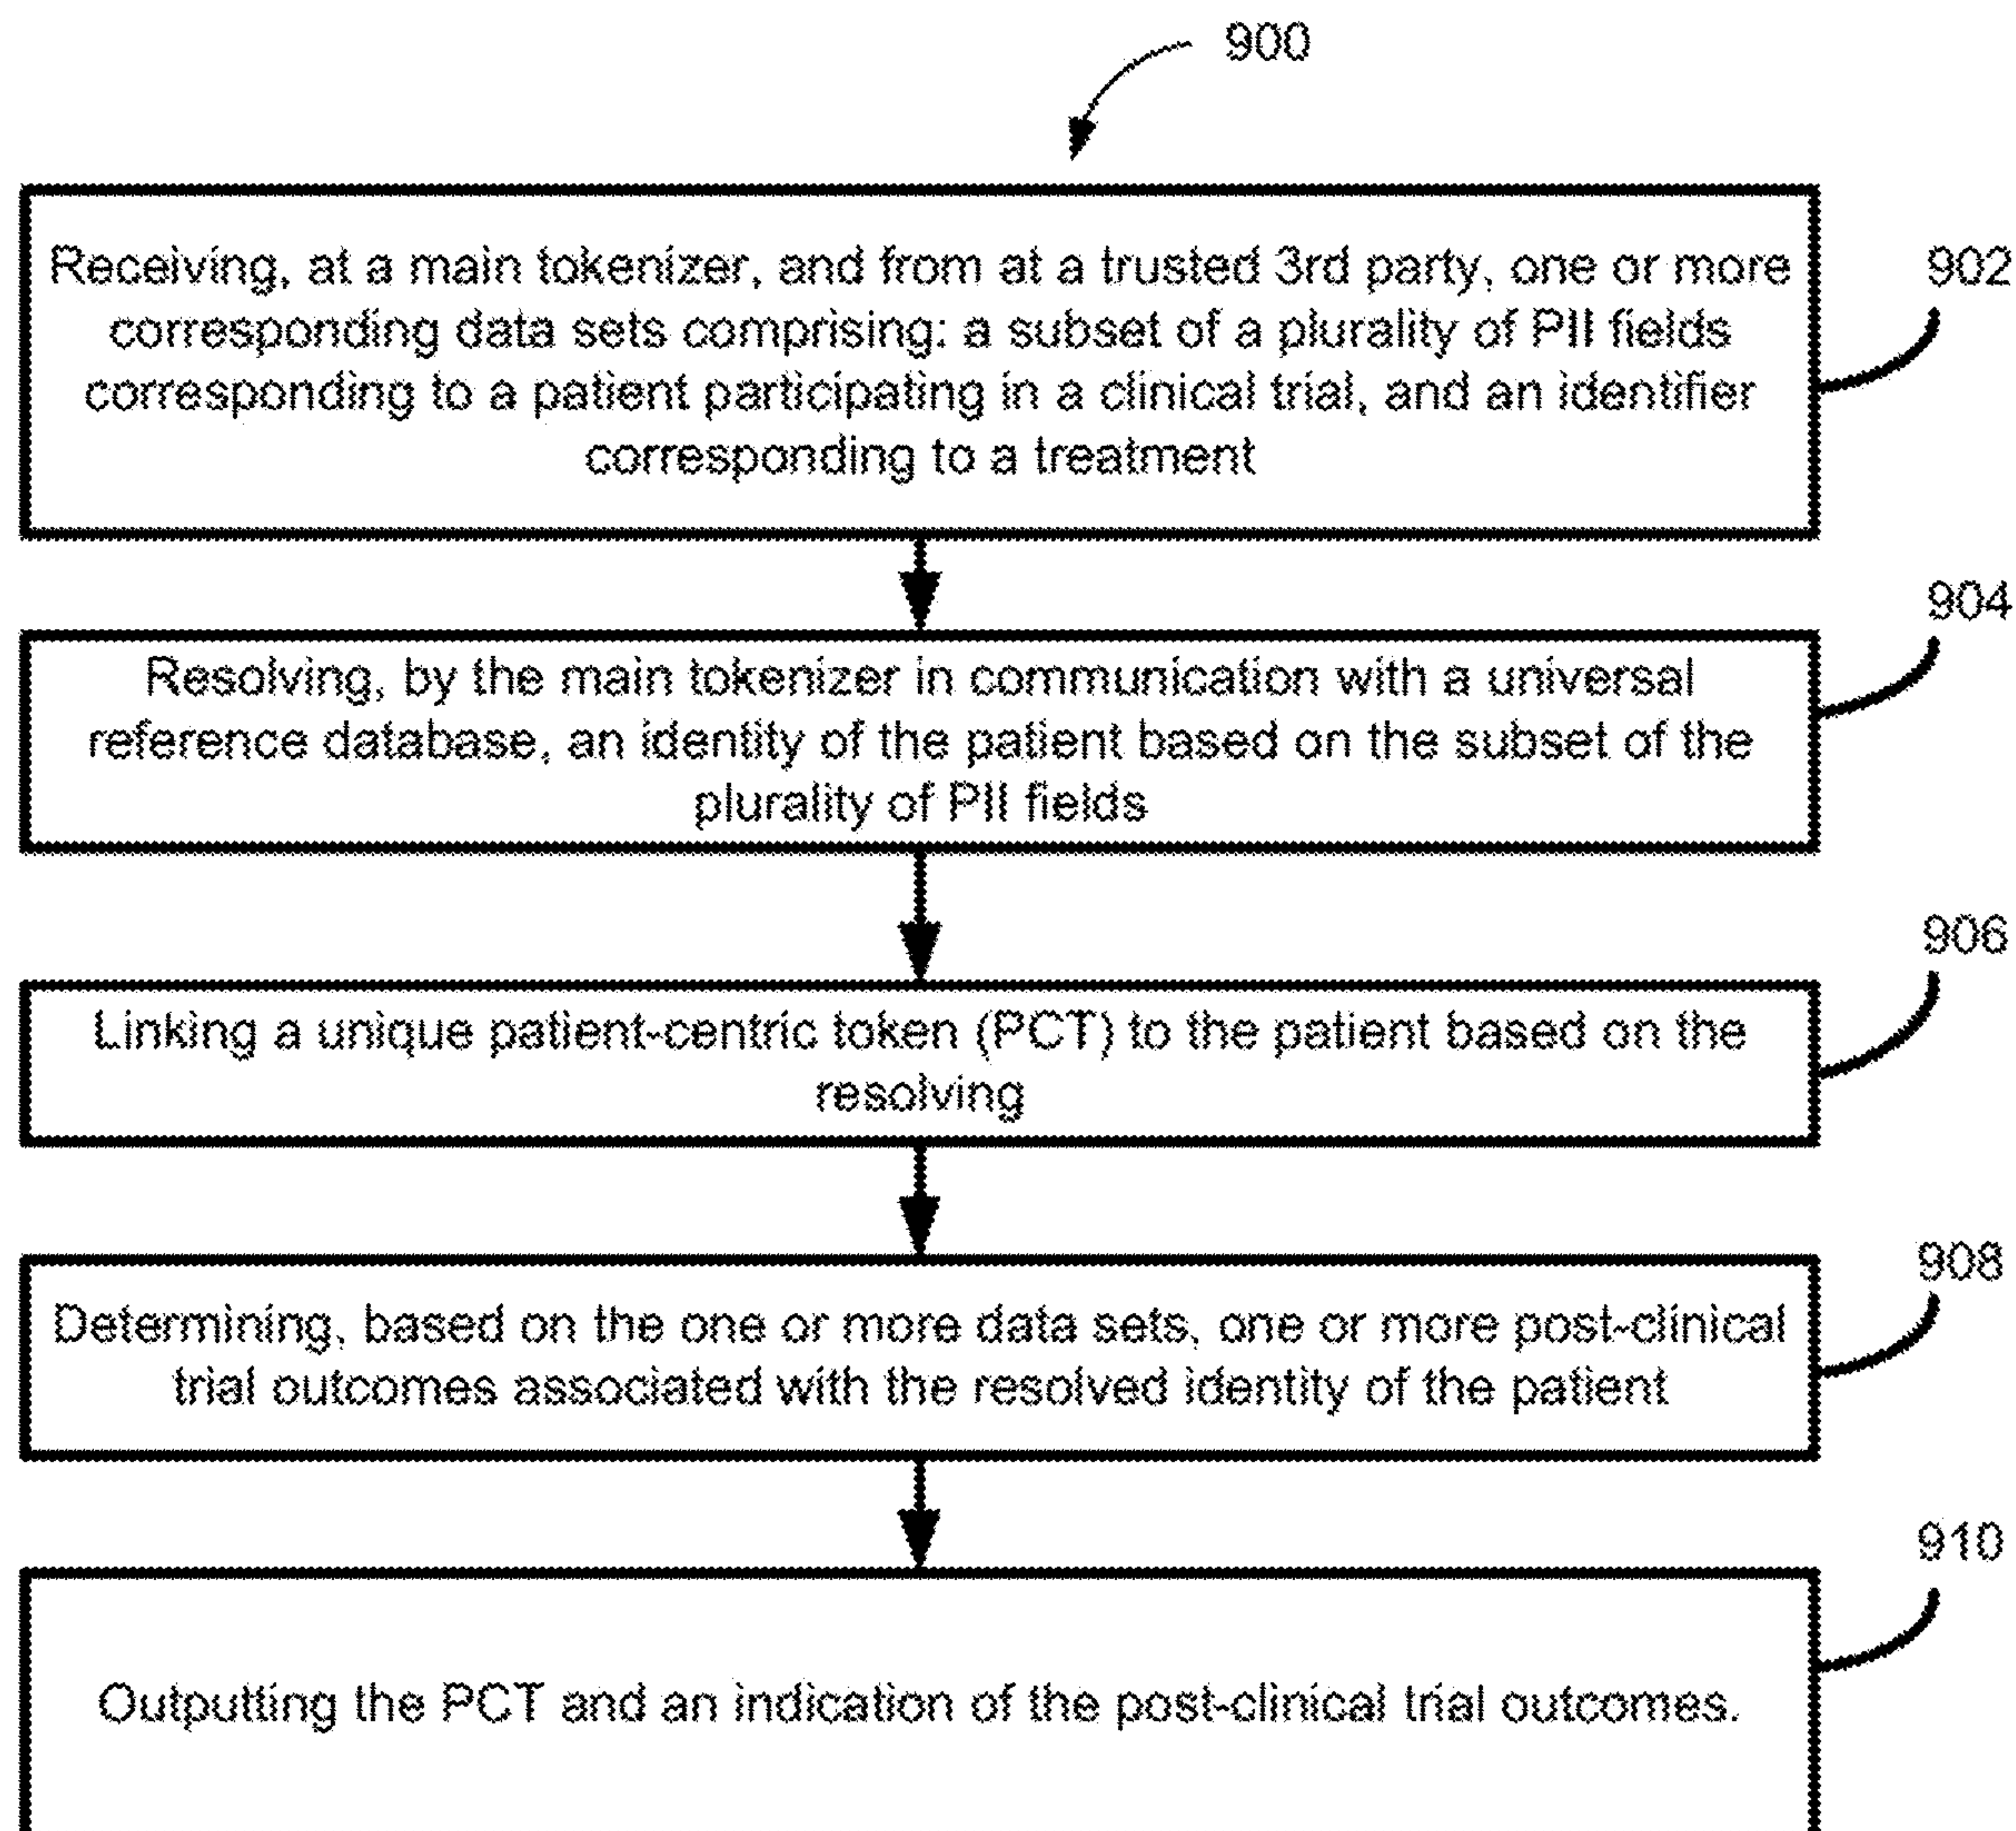 900
Receiving, at a main tokenizer, and from at a trusted 3rd party, one or more
corresponding data sets comprising: a subset of a plurality of PII fields
corresponding to a patient participating in a clinical trial, and an identifier
corresponding to a treatment
902
Resolving, by the main tokenizer in communication with a universal
reference database, an identity of the patient based on the subset of the
plurality of PII fields
904
Linking a unique patient-centric token (PCT) to the patient based on the
resolving
906
Determining, based on the one or more data sets, one or more post-clinical
trial outcomes associated with the resolved identity of the patient
908
Outputting the PCT and an indication of the post-clinical trial outcomes.
910